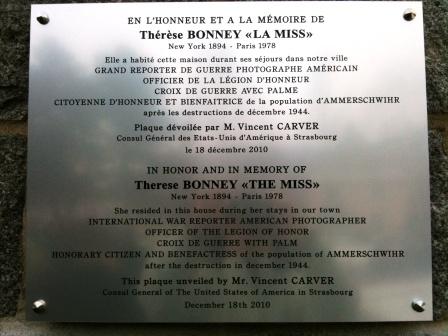 EN L'HONNEUR ET A LA MÉMOIRE DE
Thérèse BONNEY «LA MISS»
New York 1894 - Paris 1978
Elle a habité cette maison durant ses séjours dans notre ville
GRAND REPORTER DE GUERRE PHOTOGRAPHE AMÉRICAIN
OFFICIER DE LA LÉGION D'HONNEUR
CROIX DE GUERRE AVEC PALME
CITOYENNE D'HONNEUR ET BIENFAITRICE de la population d'AMMERSCHWIHR
après les destructions de décembre 1944.
Plaque dévoilée par M. Vincent CARVER
Consul Général des Etats-Unis d'Amérique à Strasbourg
le 18 décembre 2010
IN HONOR AND IN MEMORY OF
Therese BONNEY «THE MISS»
New York 1894 - Paris 1978
She resided in this house during her stays in our town
INTERNATIONAL WAR REPORTER AMERICAN PHOTOGRAPHER
OFFICER OF THE LEGION OF HONOR
CROIX DE GUERRE WITH PALM
HONORARY CITIZEN AND BENEFACTRESS of the population of AMMERSCHWIHR
after the destruction in december 1944.
This plaque unveiled by Mr. Vincent CARVER
Consul General of The United States of America in Strasbourg
December 18th 2010